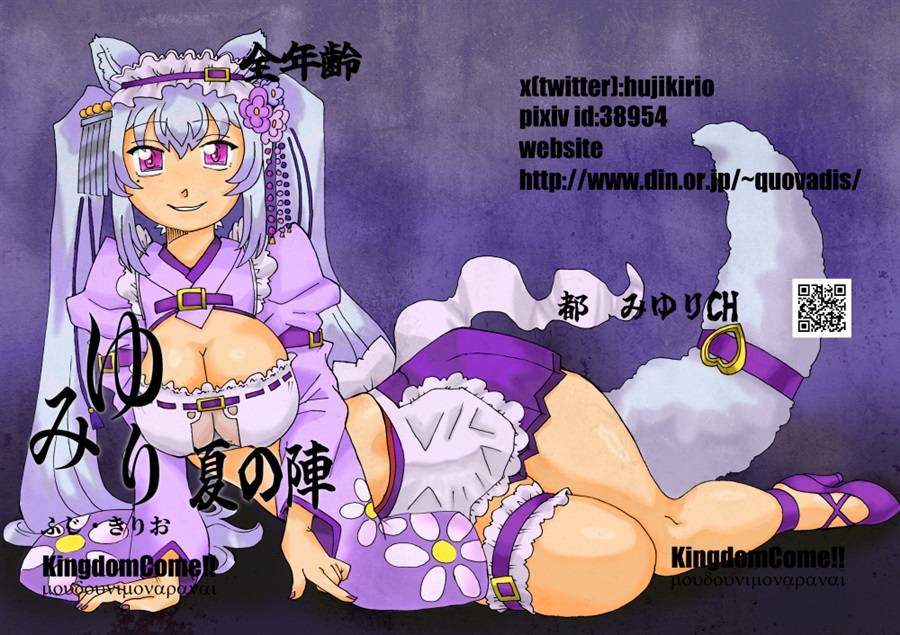 全年齢
x(twitter):hujikirio
pixiv id:38954
website
http://www.din.or.jp/~quovadis/
都 みゆりCH
みゆり
夏の陣
ふじ・きりお
KingdomCome!!
μουδουνιμοναραναι
KingdomCome!!
μουδουνιμοναραναι